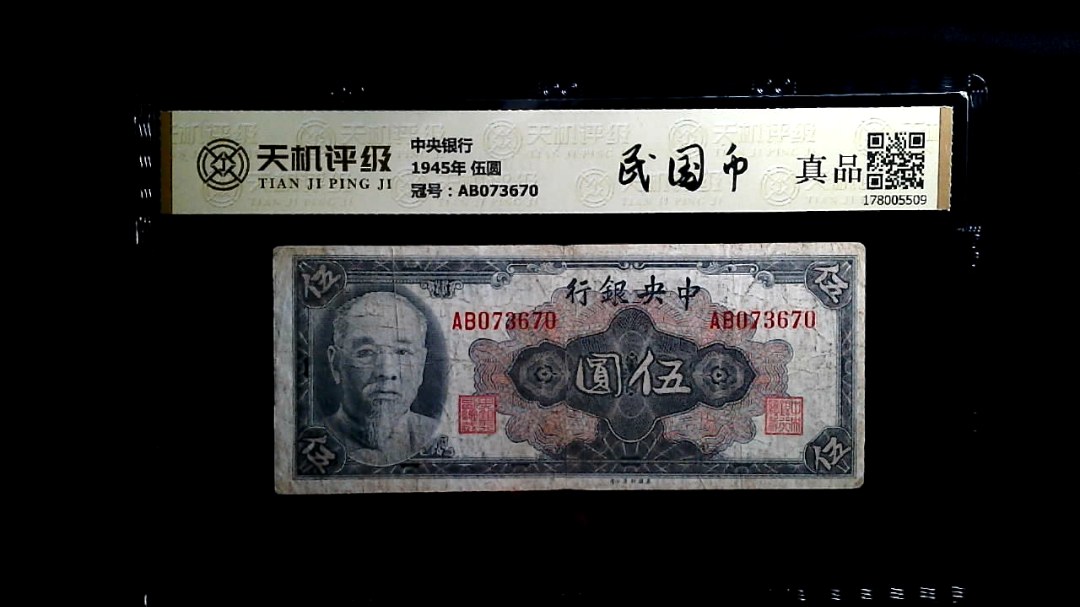 天机评级
TIAN JI PING JI
中央银行
1945年 伍圆
冠号：AB073670
民国币
真品
178005509
伍
伍
行銀央中
AB073670
AB073670
圓伍
伍
伍